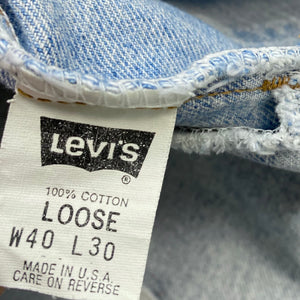 Levi's
®
100% COTTON
LOOSE
W40 L30
MADE IN U.S.A
CARE ON REVERSE